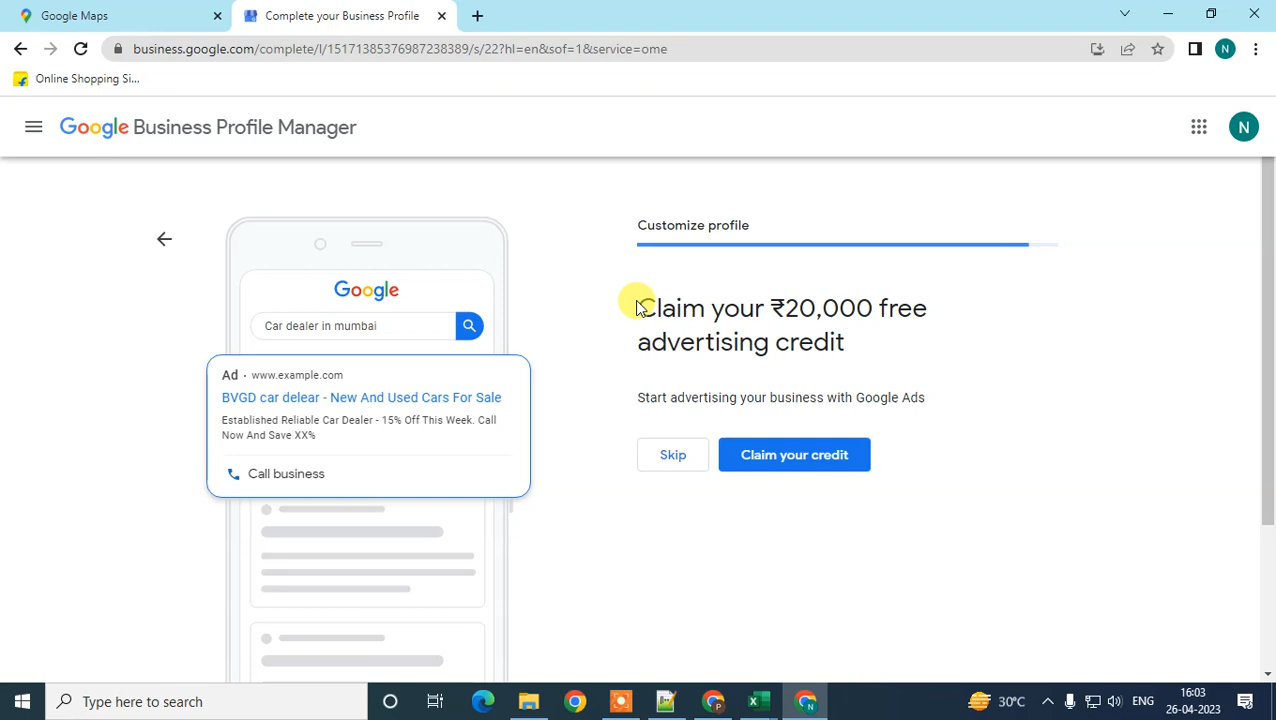 Google Maps
Complete your Business Profile
business.google.com/complete/l/15171385376987238389/s/22?hl=en&sof=1&service=ome
N
Online Shopping Si...
Google Business Profile Manager
N
Customize profile
Google
Car dealer in mumbai
Claim your ₹20,000 free
advertising credit
Ad · www.example.com
BVGD car delear - New And Used Cars For Sale
Established Reliable Car Dealer - 15% Off This Week. Call
Now And Save XX%
Call business
Start advertising your business with Google Ads
Skip
Claim your credit
Type here to search
P
N
30°C
ENG
16:03
26-04-2023